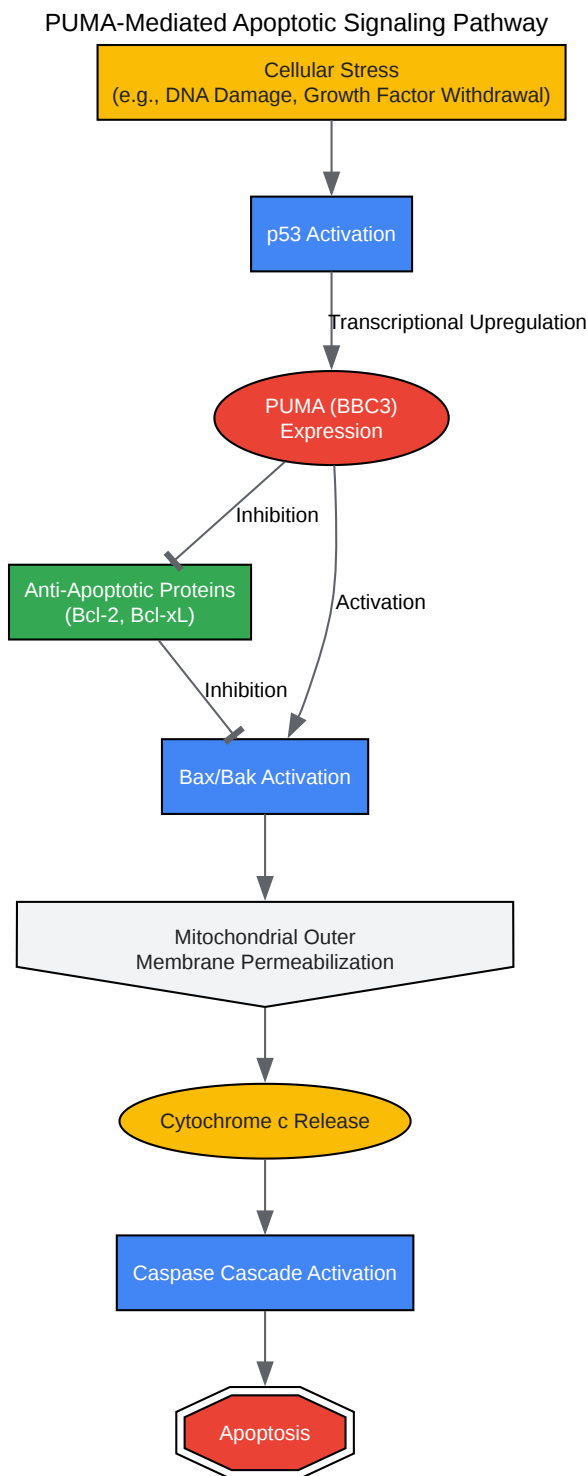 PUMA-Mediated Apoptotic Signaling Pathway
Cellular Stress
(e.g., DNA Damage, Growth Factor Withdrawal)
p53 Activation
Transcriptional Upregulation
PUMA (BBC3)
Expression
Inhibition
Anti-Apoptotic Proteins
(Bcl-2, Bcl-xL)
Activation
Inhibition
Bax/Bak Activation
Mitochondrial Outer
Membrane Permeabilization
Cytochrome c Release
Caspase Cascade Activation
Apoptosis